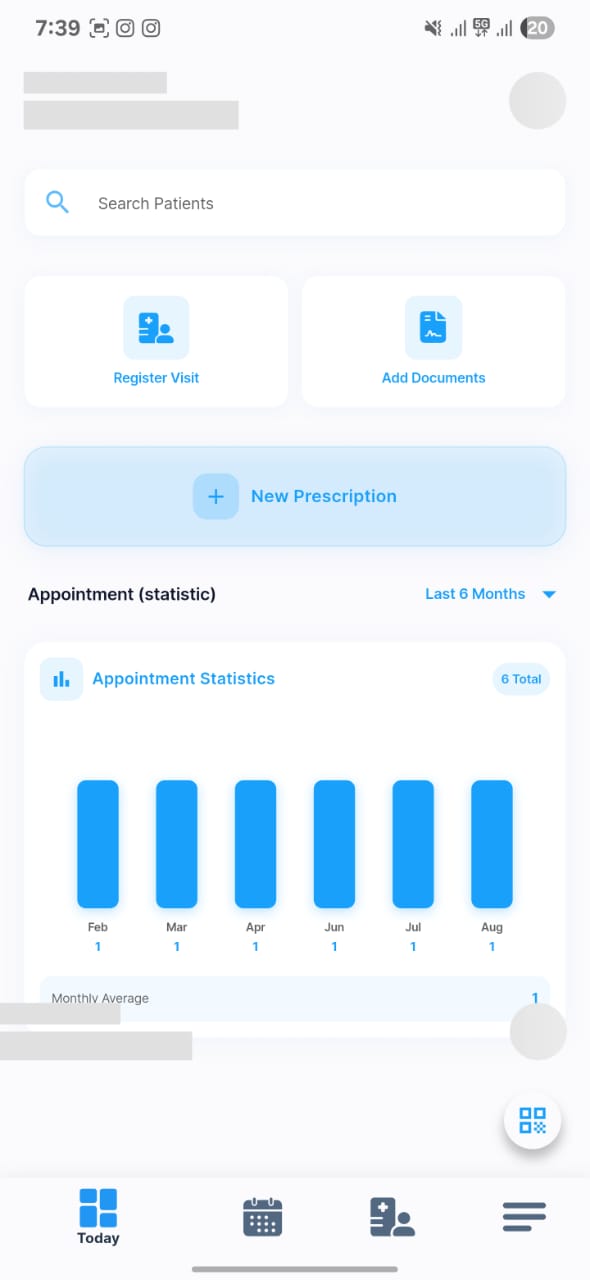 7:39
5G
20
Search Patients
Register Visit
Add Documents
New Prescription
Appointment (statistic)
Last 6 Months
Appointment Statistics
6 Total
Feb Mar Apr Jun Jul Aug
1 1 1 1 1 1
Monthly Average
1
Today